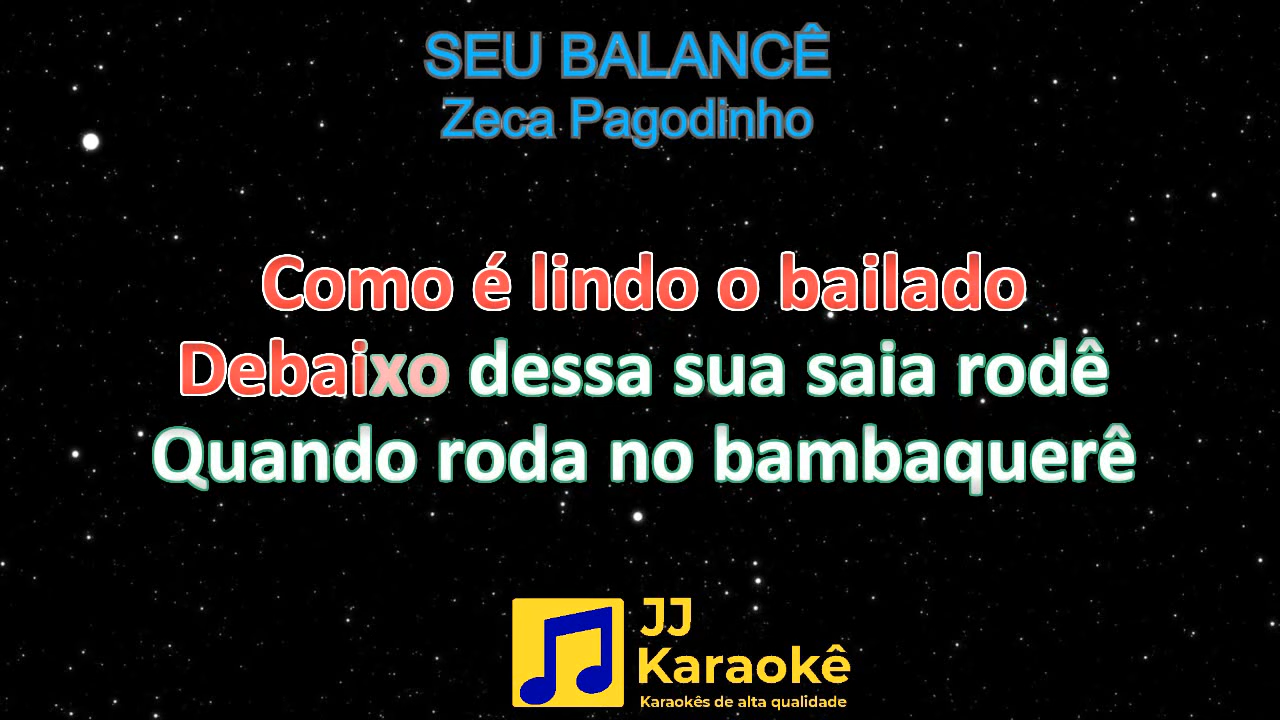 SEU BALANCÊ
Zeca Pagodinho
Como é lindo o bailado
Debaixo dessa sua saia rodê
Quando roda no bambaquerê
JJ
Karaokê
Karaokês de alta qualidade